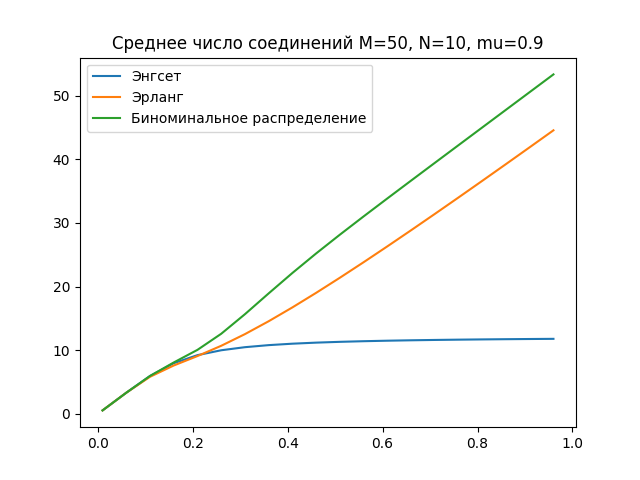 Среднее число соединений M=50, N=10, mu=0.9
Энгсет
Эрланг
Биноминальное распределение
50
40
30
20
10
0
0.0 0.2 0.4 0.6 0.8 1.0